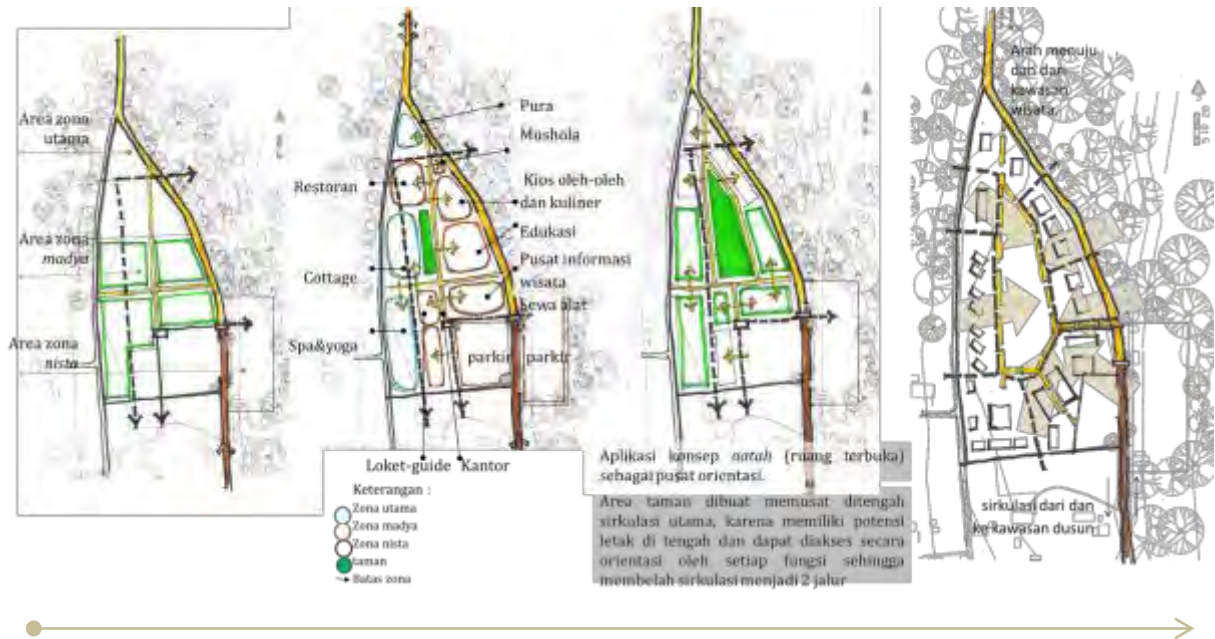 Area zona
utama
Area zona
madya
Area zona
nista
Pura
Mushola
Restoran
Kios oleh-oleh
dan kuliner
Edukasi
Pusat informasi
wisata
Cottage
Sewa alat
Spa&yoga
parkir
parkir
Loket-guide
Kantor
Keterangan :
Zona utama
Zona madya
Zona nista
taman
Batas zona
Aplikasi konsep natah (ruang terbuka)
sebagai pusat orientasi.
Area taman dibuat memusat ditengah
sirkulasi utama, karena memiliki potensi
letak di tengah dan dapat diakses secara
orientasi oleh setiap fungsi sehingga
membelah sirkulasi menjadi 2 jalur
Arah menuju
dan dari
kawasan
wisata.
sirkulasi dari dan
ke kawasan dusun